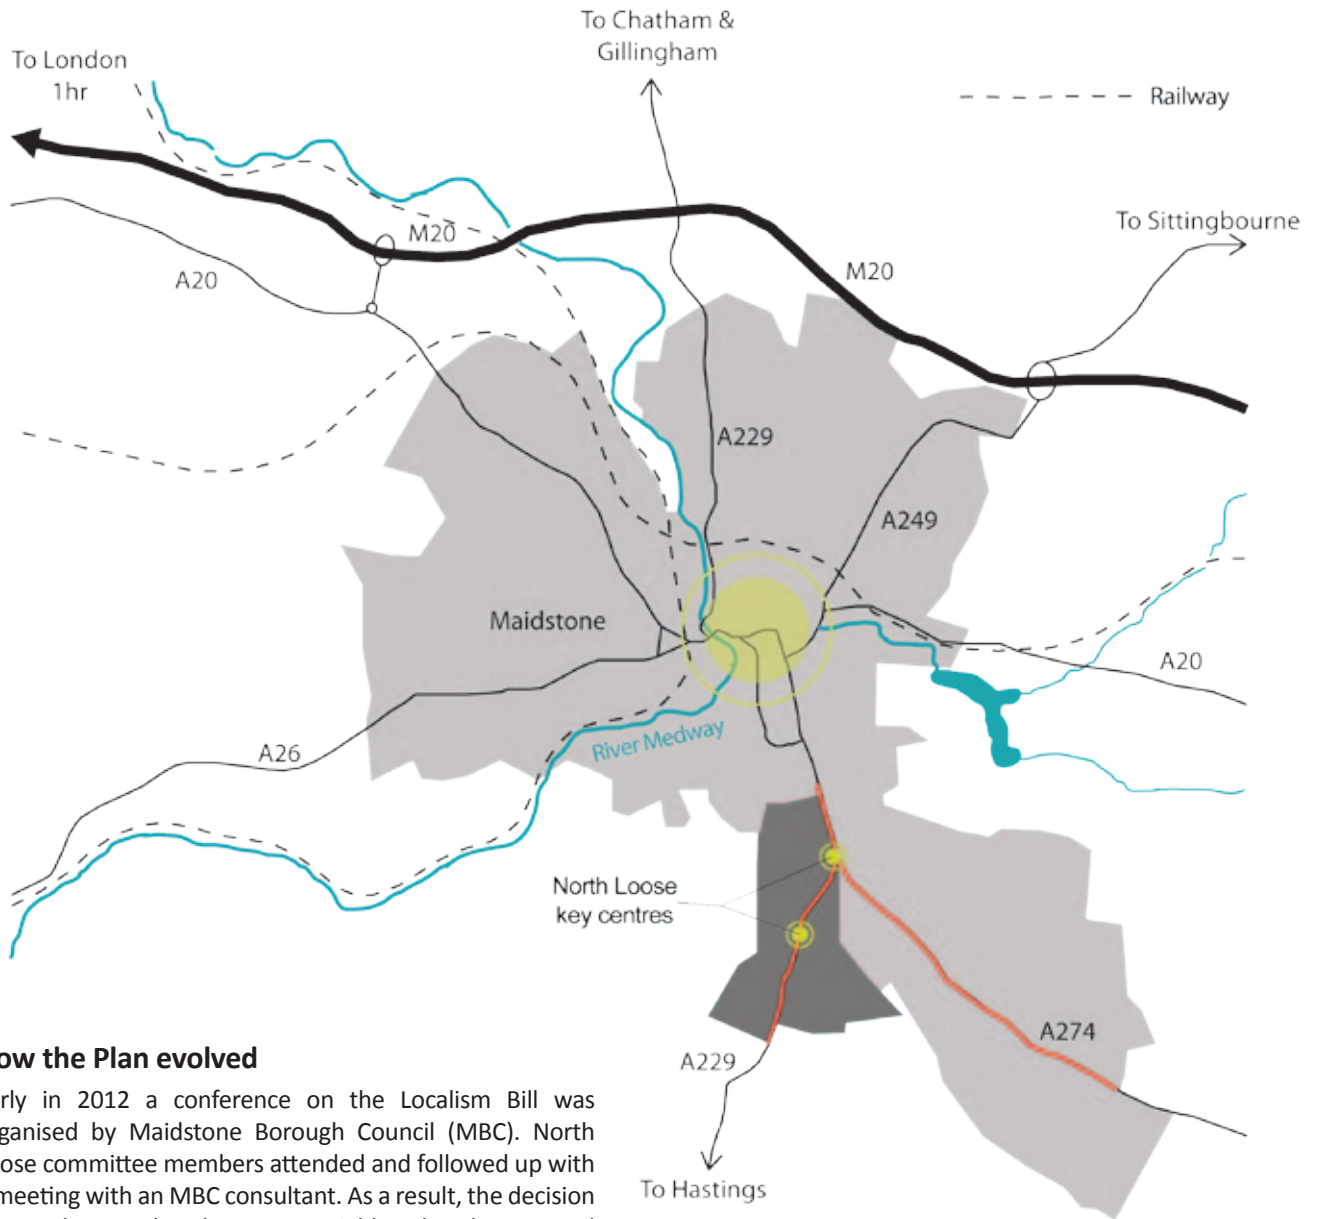 To Chatham &
Gillingham
To London
1hr
Railway
To Sittingbourne
M20
A20
M20
A229
A249
Maidstone
A20
River Medway
A26
North Loose
key centres
A274
A229
To Hastings
ow the Plan evolved
rly in 2012 a conference on the Localism Bill was
ganised by Maidstone Borough Council (MBC). North
ose committee members attended and followed up with
meeting with an MBC consultant. As a result, the decision